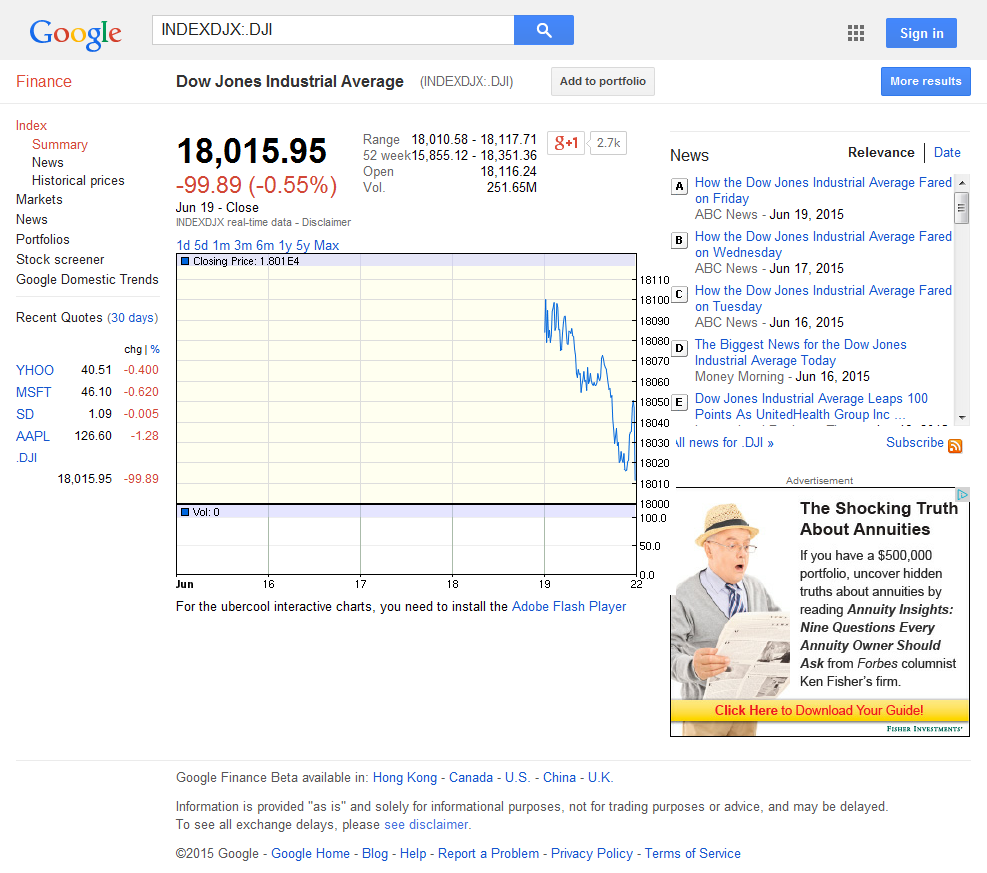 Google
INDEXDJX:.DJI
Sign in
Finance
Dow Jones Industrial Average (INDEXDJX:.DJI)
Add to portfolio
More results
Index
Summary
News
Historical prices
Markets
News
Portfolios
Stock screener
Google Domestic Trends
Recent Quotes (30 days)
chg | %
YHOO 40.51 -0.400
MSFT 46.10 -0.620
SD 1.09 -0.005
AAPL 126.60 -1.28
.DJI
18,015.95 -99.89
18,015.95
-99.89 (-0.55%)
Jun 19 - Close
INDEXDJX real-time data - Disclaimer
Range 18,010.58 - 18,117.71
52 week 15,855.12 - 18,351.36
Open 18,116.24
Vol. 251.65M
g+1 2.7k
1d 5d 1m 3m 6m 1y 5y Max
Closing Price: 1.801E4
18110
18100
18090
18080
18070
18060
18050
18040
18030
18020
18010
18000
Vol: 0
100.0
50.0
0.0
Jun 16 17 18 19 22
For the ubercool interactive charts, you need to install the Adobe Flash Player
News
Relevance Date
A How the Dow Jones Industrial Average Fared
on Friday
ABC News - Jun 19, 2015
B How the Dow Jones Industrial Average Fared
on Wednesday
ABC News - Jun 17, 2015
C How the Dow Jones Industrial Average Fared
on Tuesday
ABC News - Jun 16, 2015
D The Biggest News for the Dow Jones
Industrial Average Today
Money Morning - Jun 16, 2015
E Dow Jones Industrial Average Leaps 100
Points As UnitedHealth Group Inc ...
All news for .DJI »
Subscribe
Advertisement
The Shocking Truth
About Annuities
If you have a $500,000
portfolio, uncover hidden
truths about annuities by
reading Annuity Insights:
Nine Questions Every
Annuity Owner Should
Ask from Forbes columnist
Ken Fisher's firm.
Click Here to Download Your Guide!
FISHER INVESTMENTS
Google Finance Beta available in: Hong Kong - Canada - U.S. - China - U.K.
Information is provided "as is" and solely for informational purposes, not for trading purposes or advice, and may be delayed.
To see all exchange delays, please see disclaimer.
©2015 Google - Google Home - Blog - Help - Report a Problem - Privacy Policy - Terms of Service